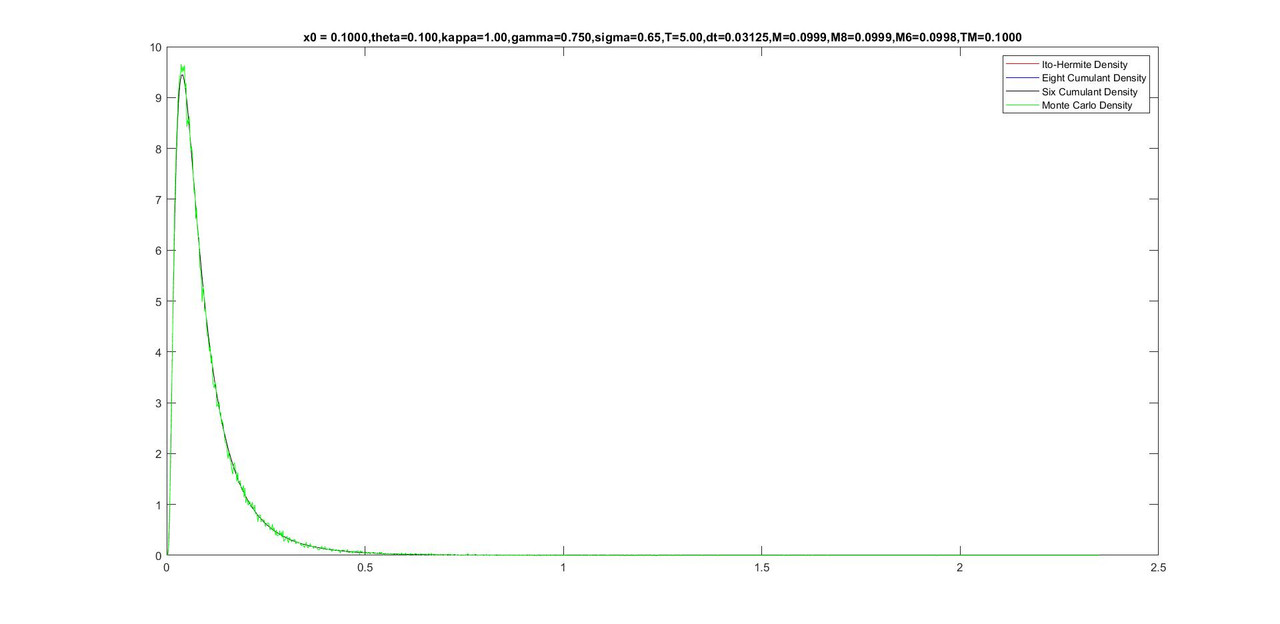 x0 = 0.1000,theta=0.100,kappa=1.00,gamma=0.750,sigma=0.65,T=5.00,dt=0.03125,M=0.0999,M8=0.0999,M6=0.0998,TM=0.1000
Ito-Hermite Density
Eight Cumulant Density
Six Cumulant Density
Monte Carlo Density
10
9
8
7
6
5
4
3
2
1
0
0 0.5 1 1.5 2 2.5